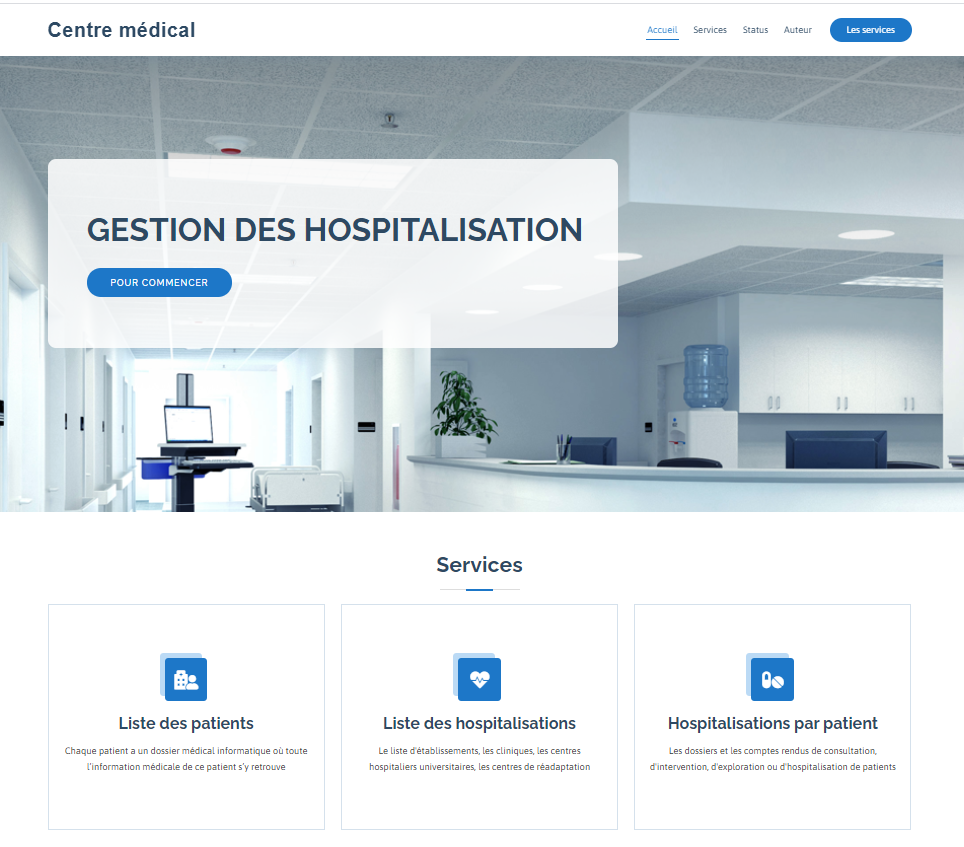 Centre médical
Accueil Services Status Auteur Les services
GESTION DES HOSPITALISATION
POUR COMMENCER
Services
Liste des patients
Chaque patient a un dossier médical informatique où toute
l'information médicale de ce patient s'y retrouve
Liste des hospitalisations
Le liste d'établissements, les cliniques, les centres
hospitaliers universitaires, les centres de réadaptation
Hospitalisations par patient
Les dossiers et les comptes rendus de consultation,
d'intervention, d'exploration ou d'hospitalisation de patients